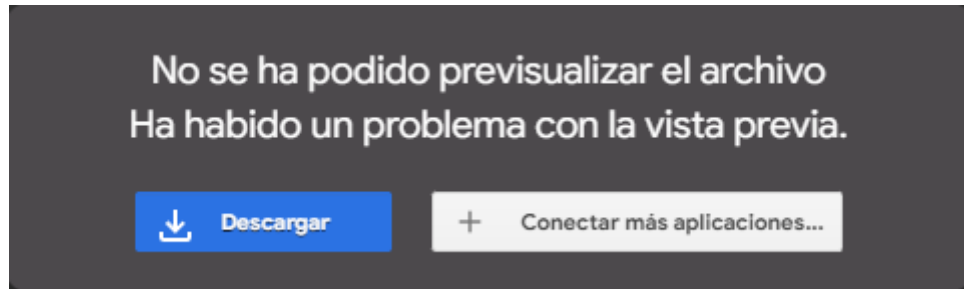 No se ha podido previsualizar el archivo
Ha habido un problema con la vista previa.
Descargar
Conectar más aplicaciones...